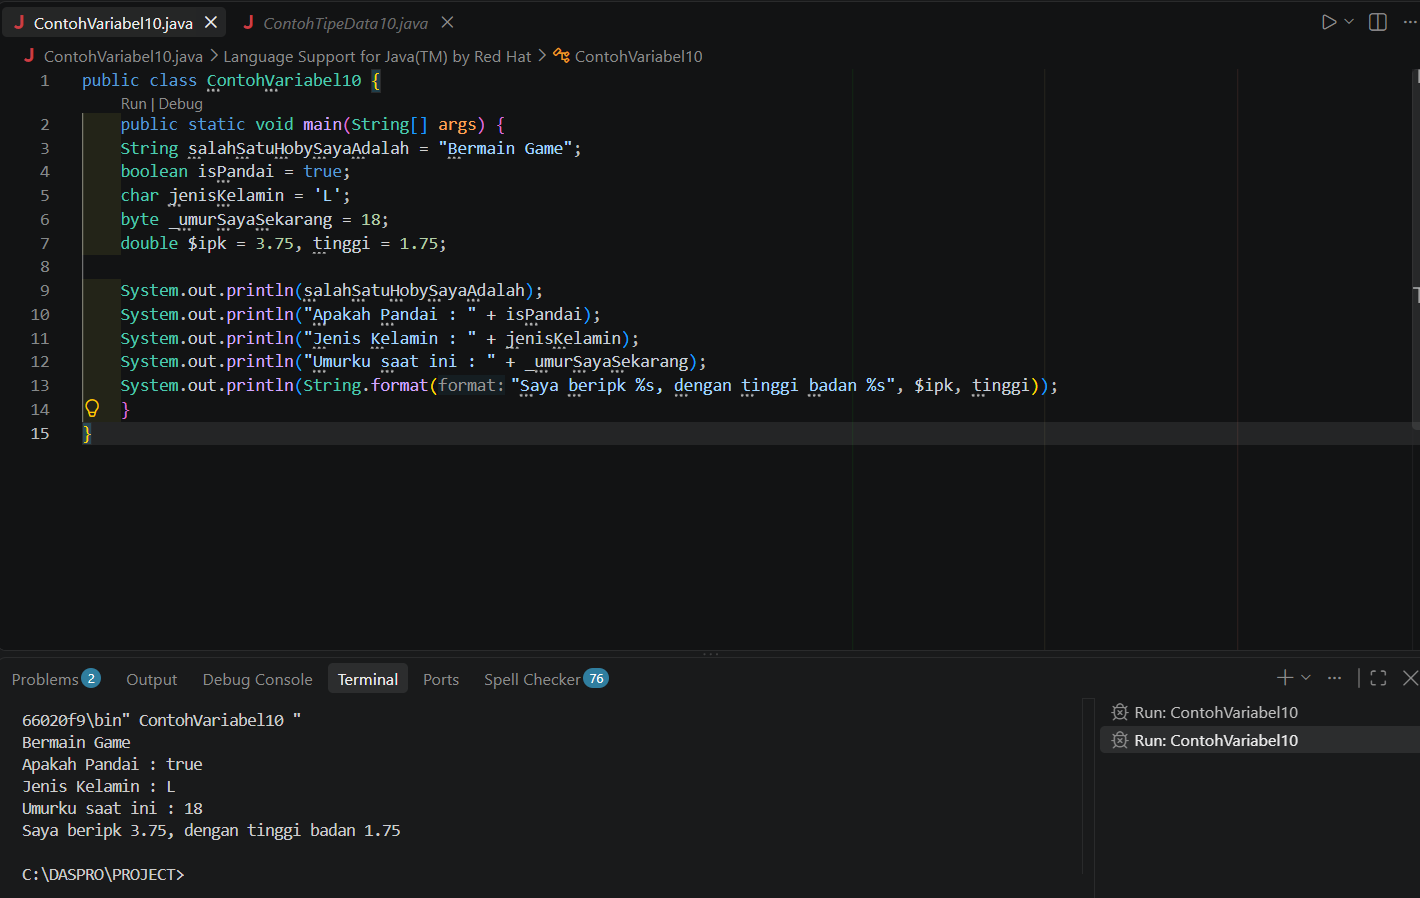 J ContohVariabel10.java J ContohTipeData10.java
J ContohVariabel10.java > Language Support for Java(TM) by Red Hat > ContohVariabel10
1 public class ContohVariabel10 {
Run | Debug
2 public static void main(String[] args) {
3 String salahSatuHobySayaAdalah = "Bermain Game";
4 boolean isPandai = true;
5 char jenisKelamin = 'L';
6 byte _umurSayaSekarang = 18;
7 double $ipk = 3.75, tinggi = 1.75;
8
9 System.out.println(salahSatuHobySayaAdalah);
10 System.out.println("Apakah Pandai : " + isPandai);
11 System.out.println("Jenis Kelamin : " + jenisKelamin);
12 System.out.println("Umurku saat ini : " + _umurSayaSekarang);
13 System.out.println(String.format(format: "Saya beripk %s, dengan tinggi badan %s", $ipk, tinggi));
14 }
15 }
Problems 2 Output Debug Console Terminal Ports Spell Checker 76
66020f9\bin" ContohVariabel10 "
Bermain Game
Apakah Pandai : true
Jenis Kelamin : L
Umurku saat ini : 18
Saya beripk 3.75, dengan tinggi badan 1.75
C:\DASPRO\PROJECT>
Run: ContohVariabel10
Run: ContohVariabel10